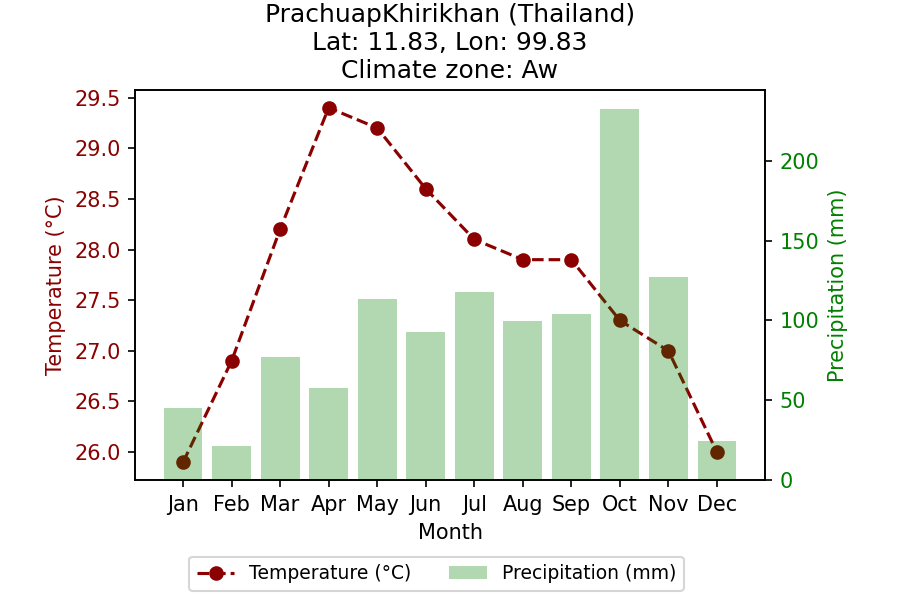 PrachuapKhirikhan (Thailand)
Lat: 11.83, Lon: 99.83
Climate zone: Aw
29.5
29.0
28.5
28.0
27.5
27.0
26.5
26.0
Temperature (°C)
200
150
100
50
0
Precipitation (mm)
Jan Feb Mar Apr May Jun Jul Aug Sep Oct Nov Dec
Month
Temperature (°C) Precipitation (mm)